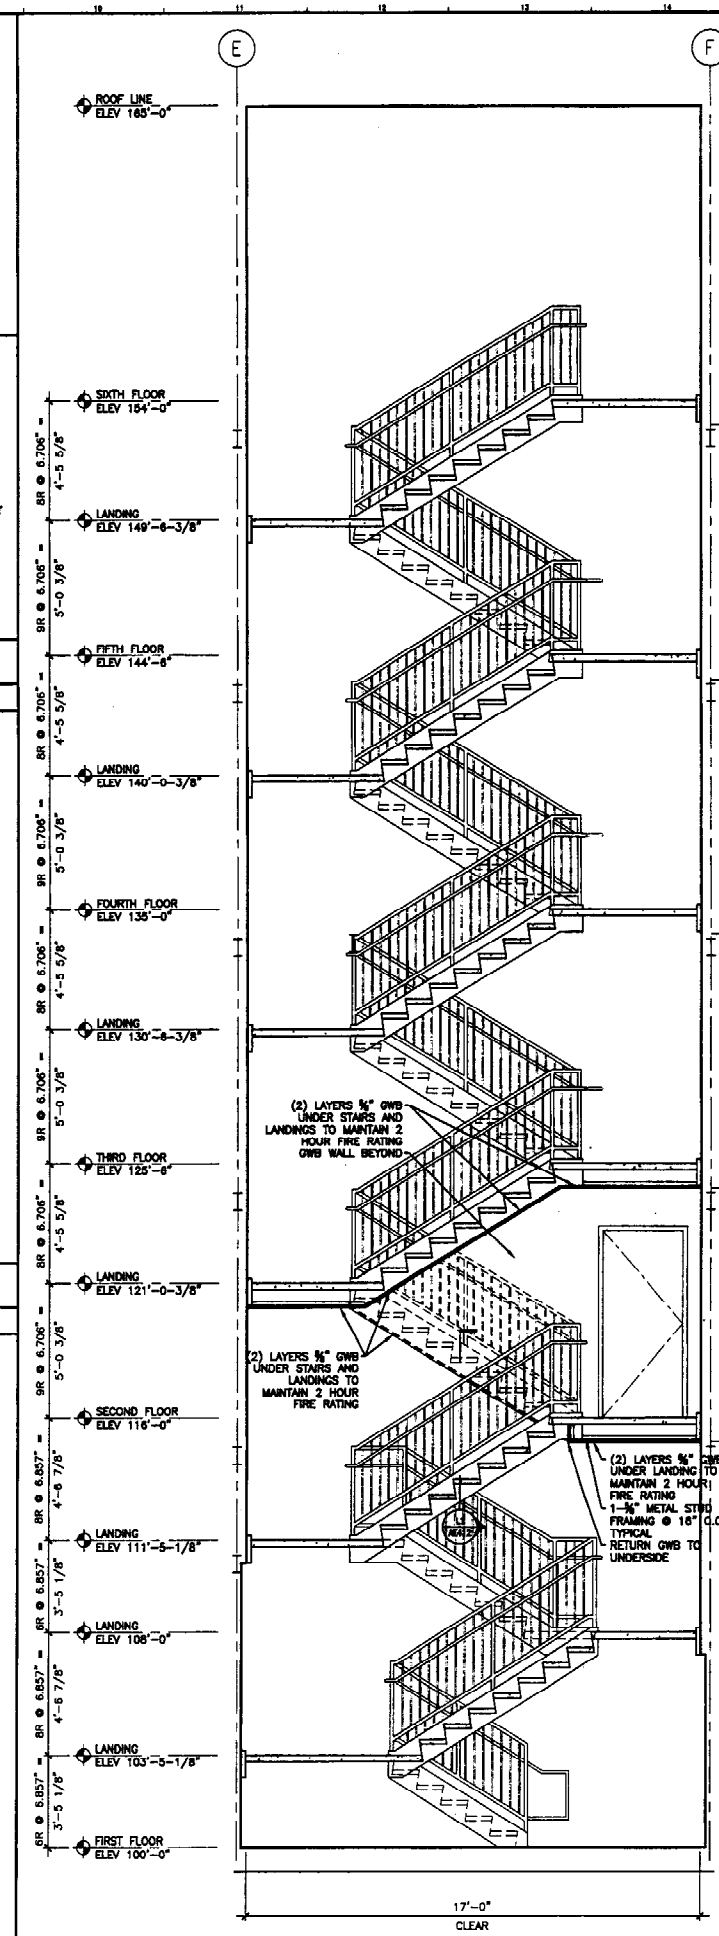 10 11 12 13 14
E
F
ROOF LINE
ELEV 165'-0"
SIXTH FLOOR
ELEV 154'-0"
8R @ 6.706" =
4'-5 5/8"
LANDING
ELEV 149'-6-3/8"
9R @ 6.706" =
5'-0 3/8"
FIFTH FLOOR
ELEV 144'-6"
8R @ 6.706" =
4'-5 5/8"
LANDING
ELEV 140'-0-3/8"
9R @ 6.706" =
5'-0 3/8"
FOURTH FLOOR
ELEV 135'-0"
8R @ 6.706" =
4'-5 5/8"
LANDING
ELEV 130'-6-3/8"
9R @ 6.706" =
5'-0 3/8"
(2) LAYERS ⅝" GWB
UNDER STAIRS AND
LANDINGS TO MAINTAIN 2
HOUR FIRE RATING
GWB WALL BEYOND
THIRD FLOOR
ELEV 125'-6"
8R @ 6.706" =
4'-5 5/8"
LANDING
ELEV 121'-0-3/8"
9R @ 6.706" =
5'-0 3/8"
(2) LAYERS ⅝" GWB
UNDER STAIRS AND
LANDINGS TO
MAINTAIN 2 HOUR
FIRE RATING
SECOND FLOOR
ELEV 116'-0"
8R @ 6.857" =
4'-6 7/8"
(2) LAYERS ⅝" GWB
UNDER LANDING TO
MAINTAIN 2 HOUR
FIRE RATING
1-⅝" METAL STUD
FRAMING @ 16" O.C
TYPICAL
RETURN GWB TO
UNDERSIDE
LANDING
ELEV 111'-5-1/8"
6R @ 6.857" =
3'-5 1/8"
LANDING
ELEV 108'-0"
8R @ 6.857" =
4'-6 7/8"
LANDING
ELEV 103'-5-1/8"
6R @ 6.857" =
3'-5 1/8"
FIRST FLOOR
ELEV 100'-0"
17'-0"
CLEAR